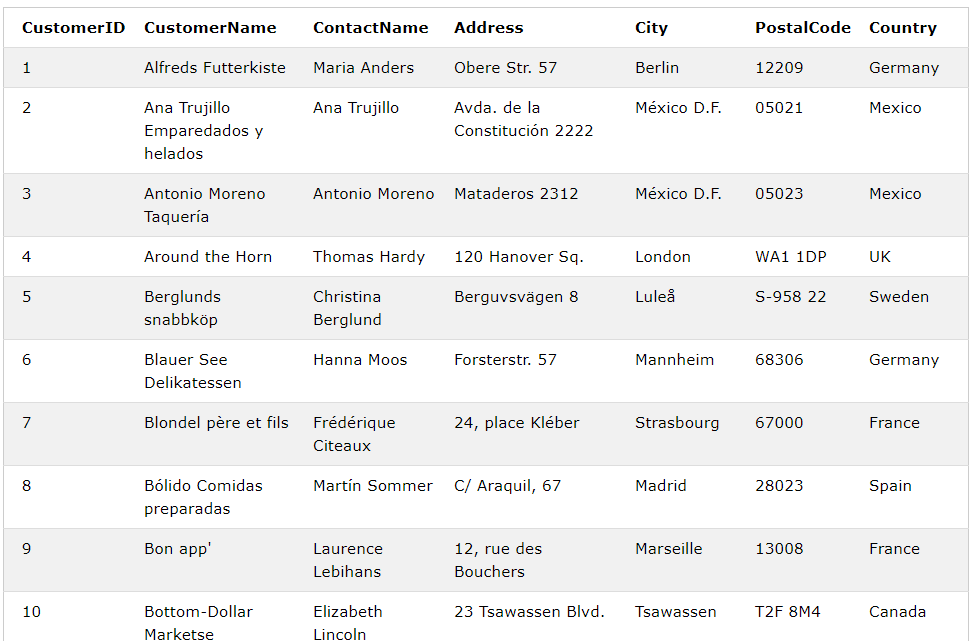 CustomerID CustomerName ContactName Address City PostalCode Country
1 Alfreds Futterkiste Maria Anders Obere Str. 57 Berlin 12209 Germany
2 Ana Trujillo Ana Trujillo Avda. de la México D.F. 05021 Mexico
Emparedados y Constitución 2222
helados
3 Antonio Moreno Antonio Moreno Mataderos 2312 México D.F. 05023 Mexico
Taquería
4 Around the Horn Thomas Hardy 120 Hanover Sq. London WA1 1DP UK
5 Berglunds Christina Berguvsvägen 8 Luleå S-958 22 Sweden
snabbköp Berglund
6 Blauer See Hanna Moos Forsterstr. 57 Mannheim 68306 Germany
Delikatessen
7 Blondel père et fils Frédérique 24, place Kléber Strasbourg 67000 France
Citeaux
8 Bólido Comidas Martín Sommer C/ Araquil, 67 Madrid 28023 Spain
preparadas
9 Bon app' Laurence 12, rue des Marseille 13008 France
Lebihans Bouchers
10 Bottom-Dollar Elizabeth 23 Tsawassen Blvd. Tsawassen T2F 8M4 Canada
Marketse Lincoln